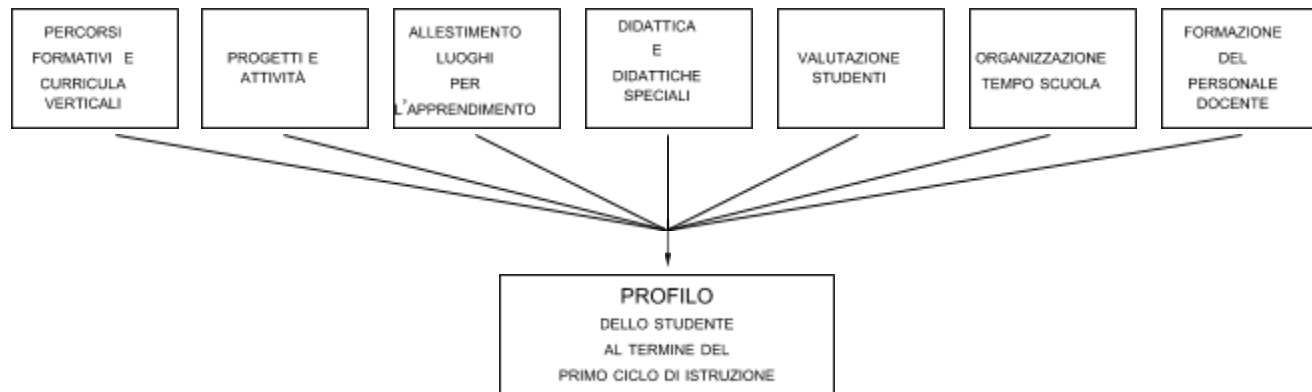 PERCORSI
FORMATIVI E
CURRICULA
VERTICALI
PROGETTI E
ATTIVITÀ
ALLESTIMENTO
LUOGHI
PER
L'APPRENDIMENTO
DIDATTICA
E
DIDATTICHE
SPECIALI
VALUTAZIONE
STUDENTI
ORGANIZZAZIONE
TEMPO SCUOLA
FORMAZIONE
DEL
PERSONALE
DOCENTE
PROFILO
DELLO STUDENTE
AL TERMINE DEL
PRIMO CICLO DI ISTRUZIONE